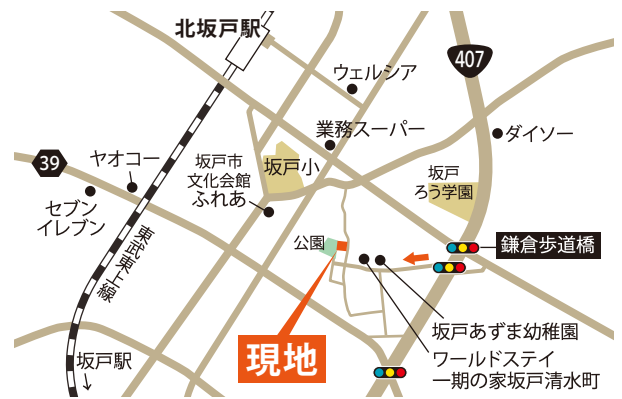 北坂戸駅
407
ウェルシア
業務スーパー
ダイソー
39
ヤオコー
坂戸市
文化会館
ふれあ
坂戸小
坂戸
ろう学園
セブン
イレブン
東武東上線
公園
鎌倉歩道橋
現地
坂戸あずま幼稚園
ワールドステイ
一期の家坂戸清水町
坂戸駅